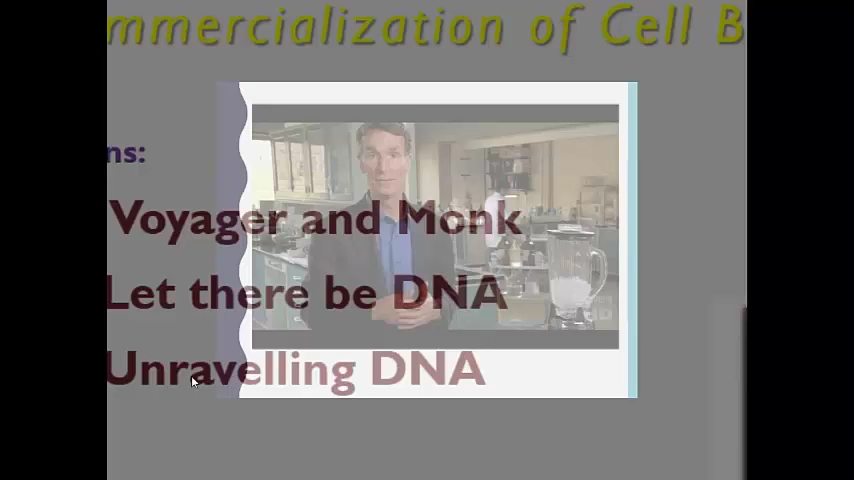 mmercialization of Cell B
ns:
Voyager and Monk
Let there be DNA
Unravelling DNA